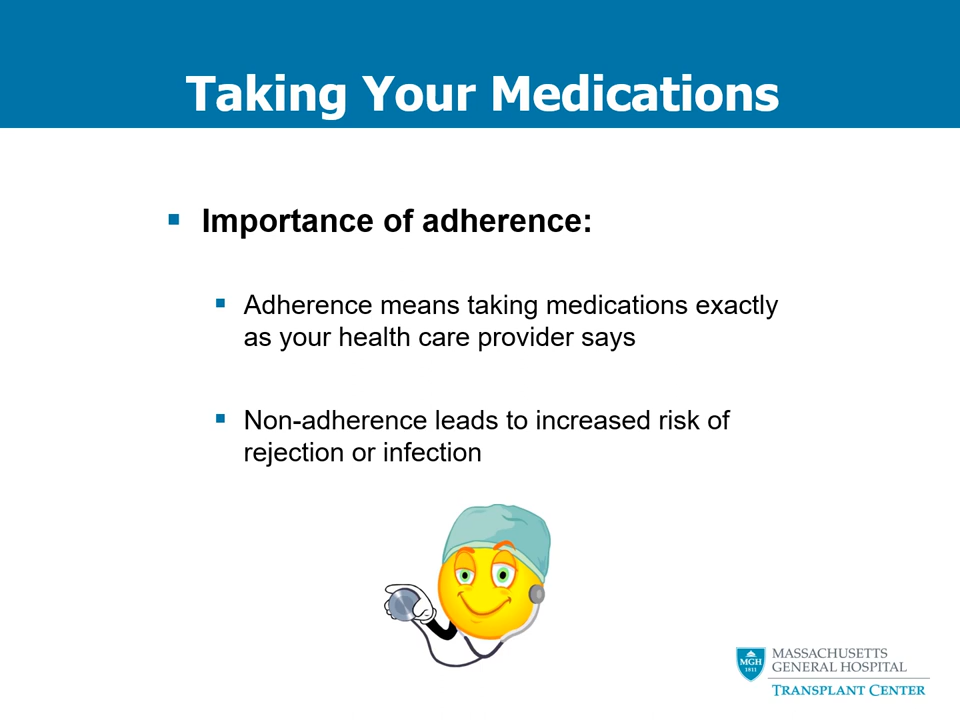 Taking Your Medications
Importance of adherence:
Adherence means taking medications exactly
as your health care provider says
Non-adherence leads to increased risk of
rejection or infection
MGH
1811
MASSACHUSETTS
GENERAL HOSPITAL
TRANSPLANT CENTER